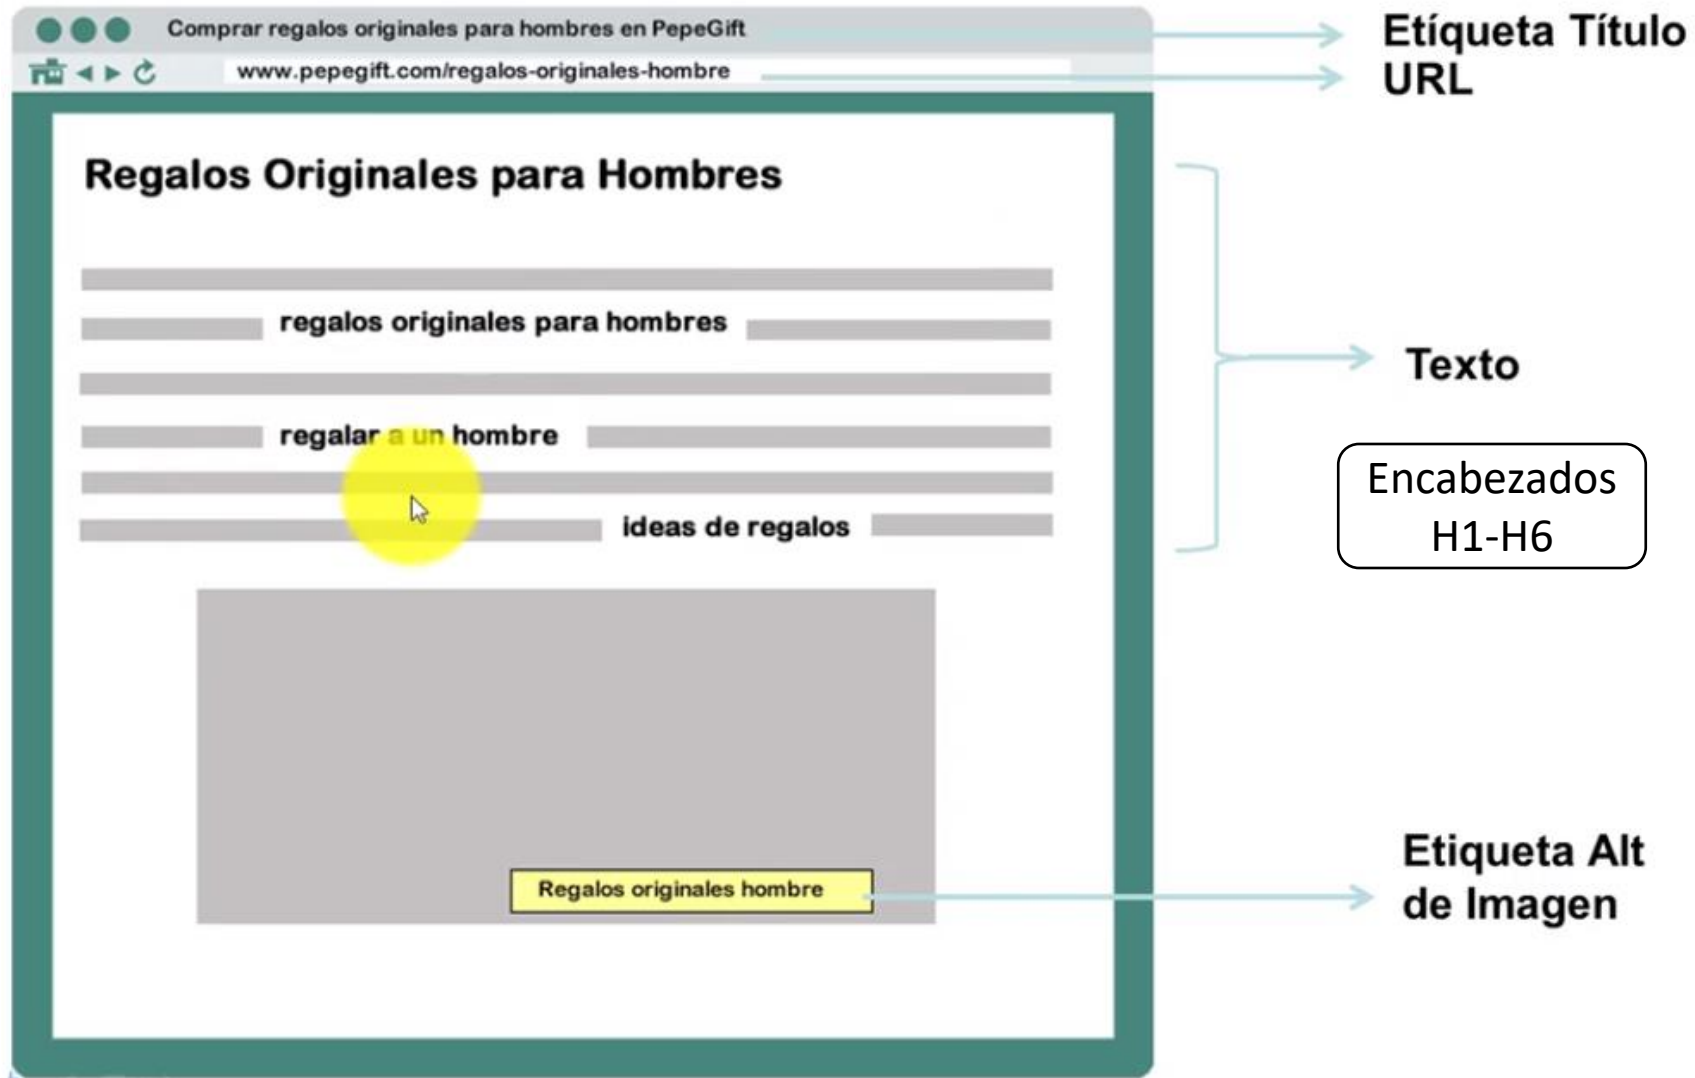 Comprar regalos originales para hombres en PepeGift
Etíqueta Título
www.pepegift.com/regalos-originales-hombre
URL
Regalos Originales para Hombres
regalos originales para hombres
Texto
regalar a un hombre
Encabezados
H1-H6
ideas de regalos
Regalos originales hombre
Etiqueta Alt
de Imagen